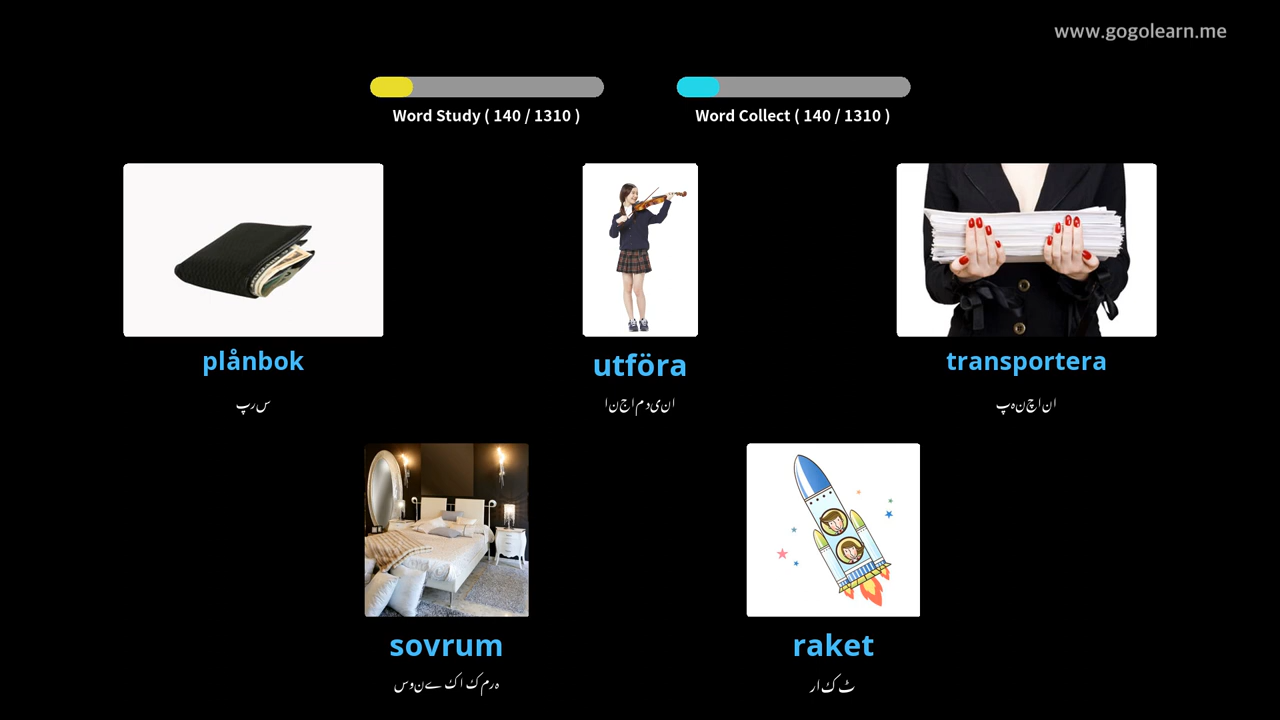 www.gogolearn.me
Word Study ( 140 / 1310 )
Word Collect ( 140 / 1310 )
plånbok
utföra
transportera
پرس
انجام دینا
پہنچانا
sovrum
raket
سونے کا کمرہ
راکٹ